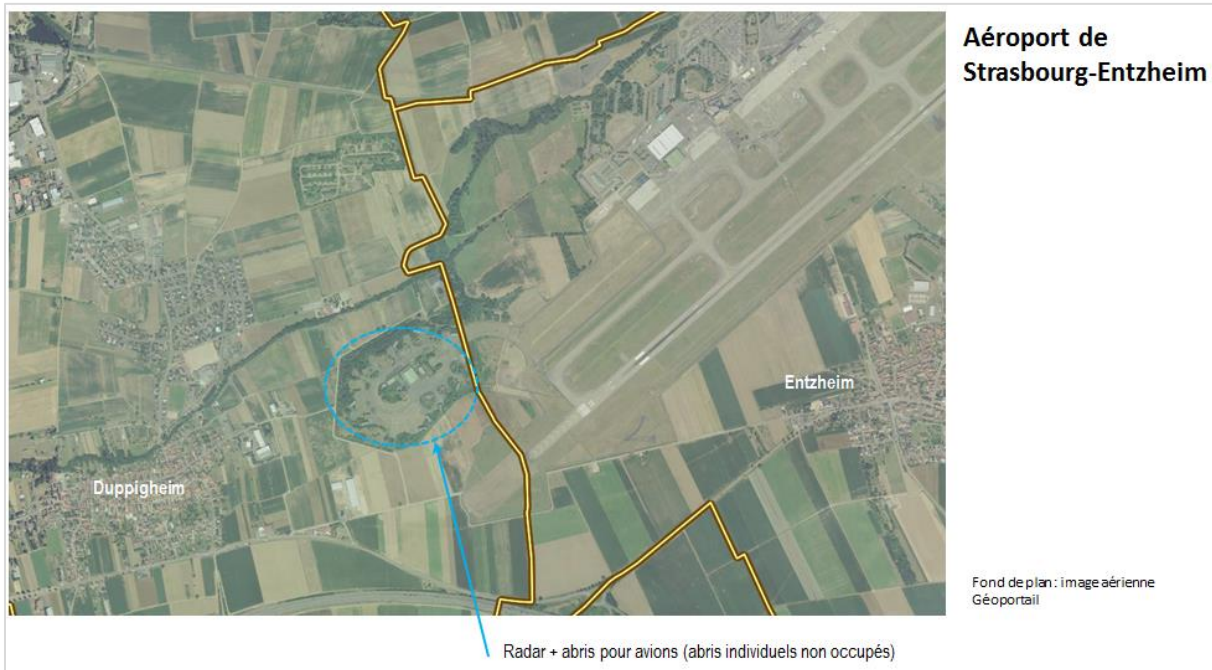 Aéroport de
Strasbourg-Entzheim
Entzheim
Duppigheim
Fond de plan : image aérienne
Géoportail
Radar + abris pour avions (abris individuels non occupés)